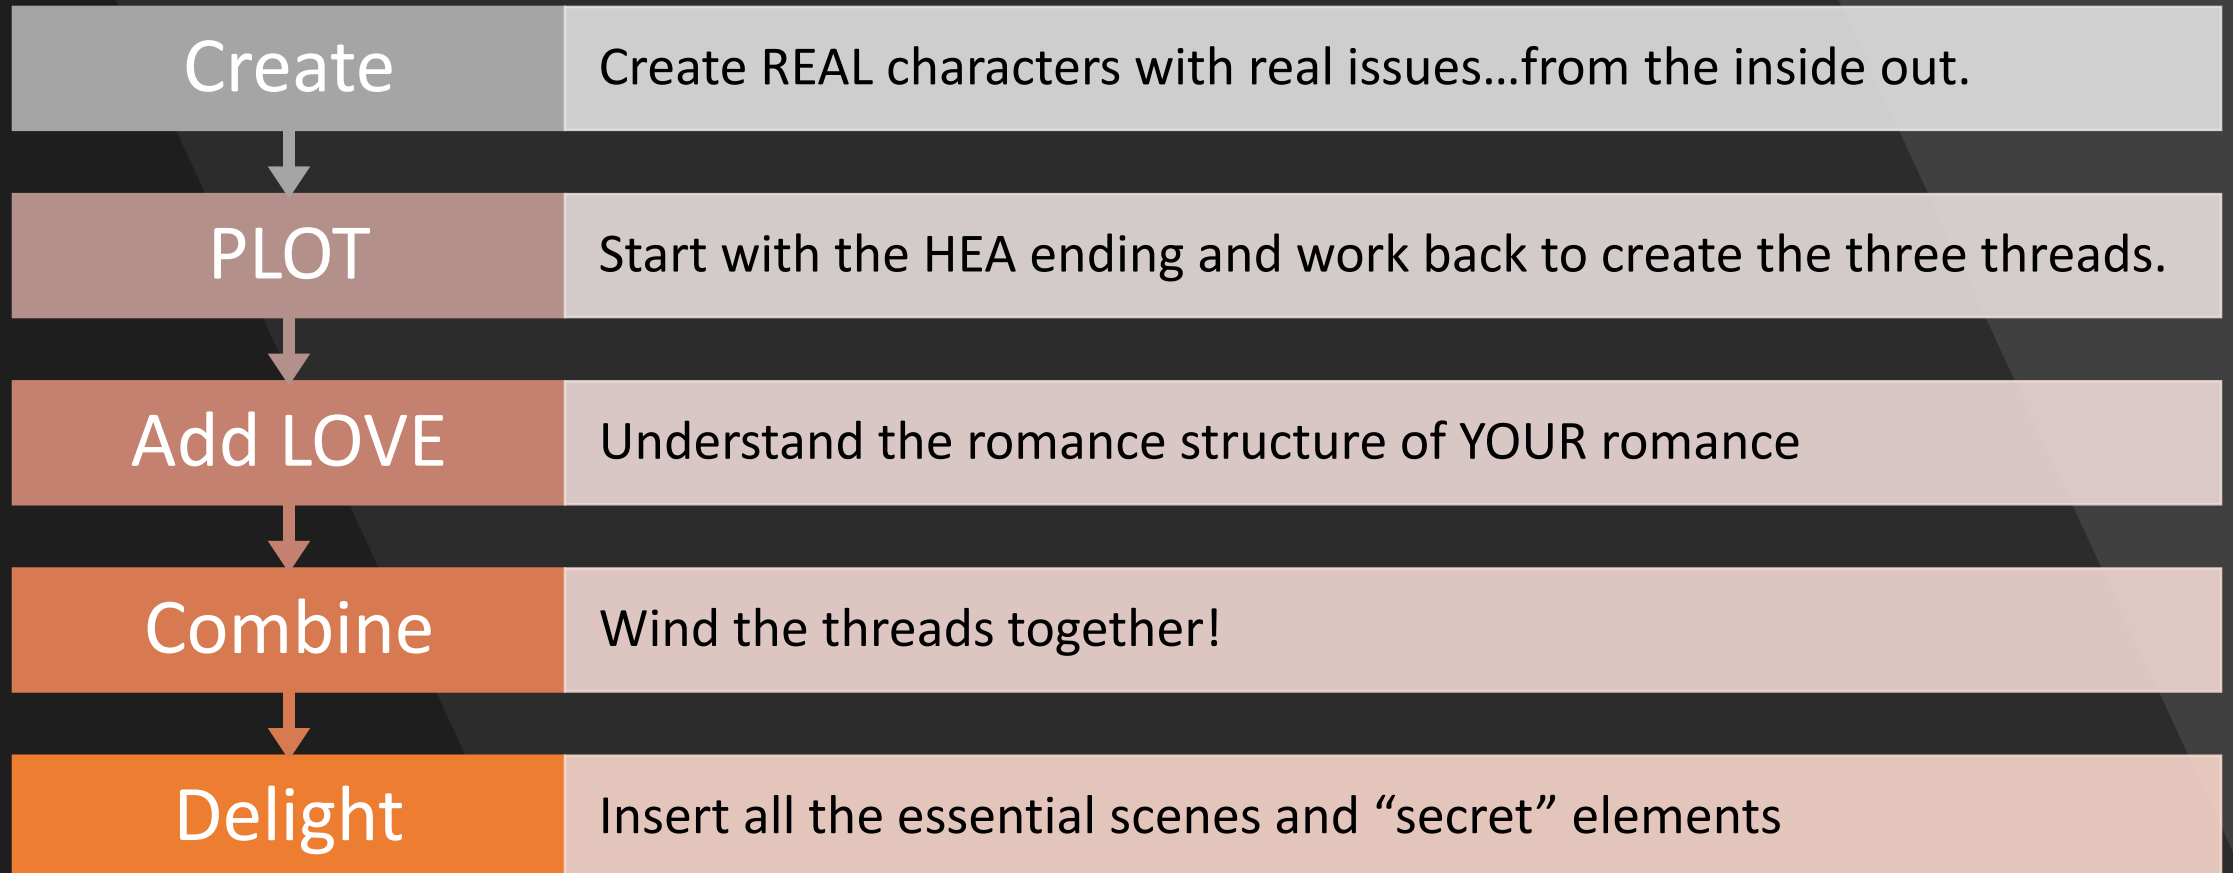 Create
Create REAL characters with real issues…from the inside out.
PLOT
Start with the HEA ending and work back to create the three threads.
Add LOVE
Understand the romance structure of YOUR romance
Combine
Wind the threads together!
Delight
Insert all the essential scenes and “secret” elements